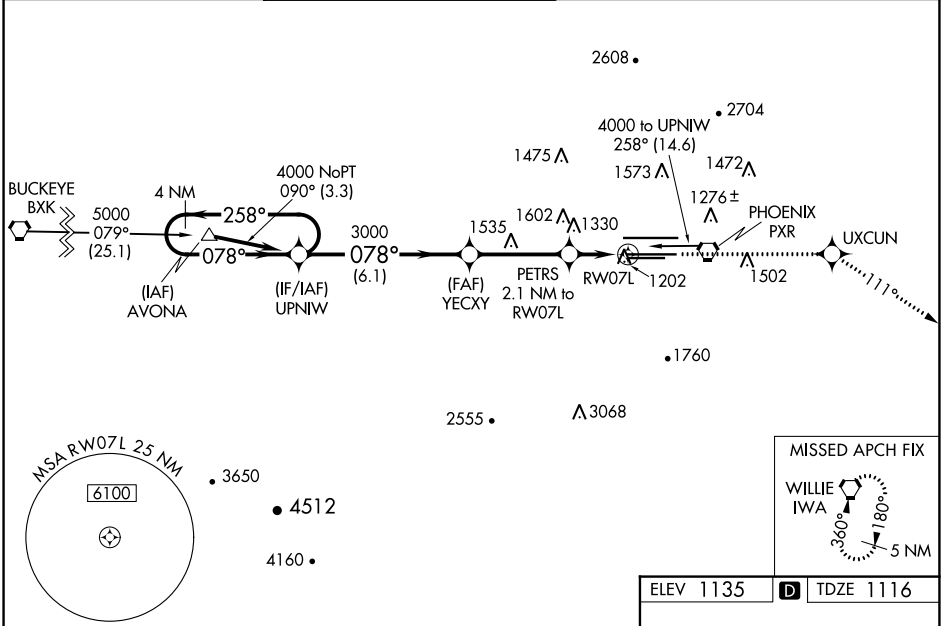 2608
2704
4000 to UPNIW
258° (14.6)
1475
1573
1472
1276±
BUCKEYE
BXK
4 NM
4000 NoPT
090° (3.3)
5000
079°
(25.1)
258°
078°
3000
078°
(6.1)
1535
1602
1330
PHOENIX
PXR
UXCUN
(IAF)
AVONA
(IF/IAF)
UPNIW
(FAF)
YECXY
PETRS
2.1 NM to
RW07L
RW07L
1202
1502
111°
1760
2555
3068
MSA RW07L 25 NM
6100
3650
4512
4160
MISSED APCH FIX
WILLIE
IWA
360°
180°
5 NM
ELEV 1135 D TDZE 1116